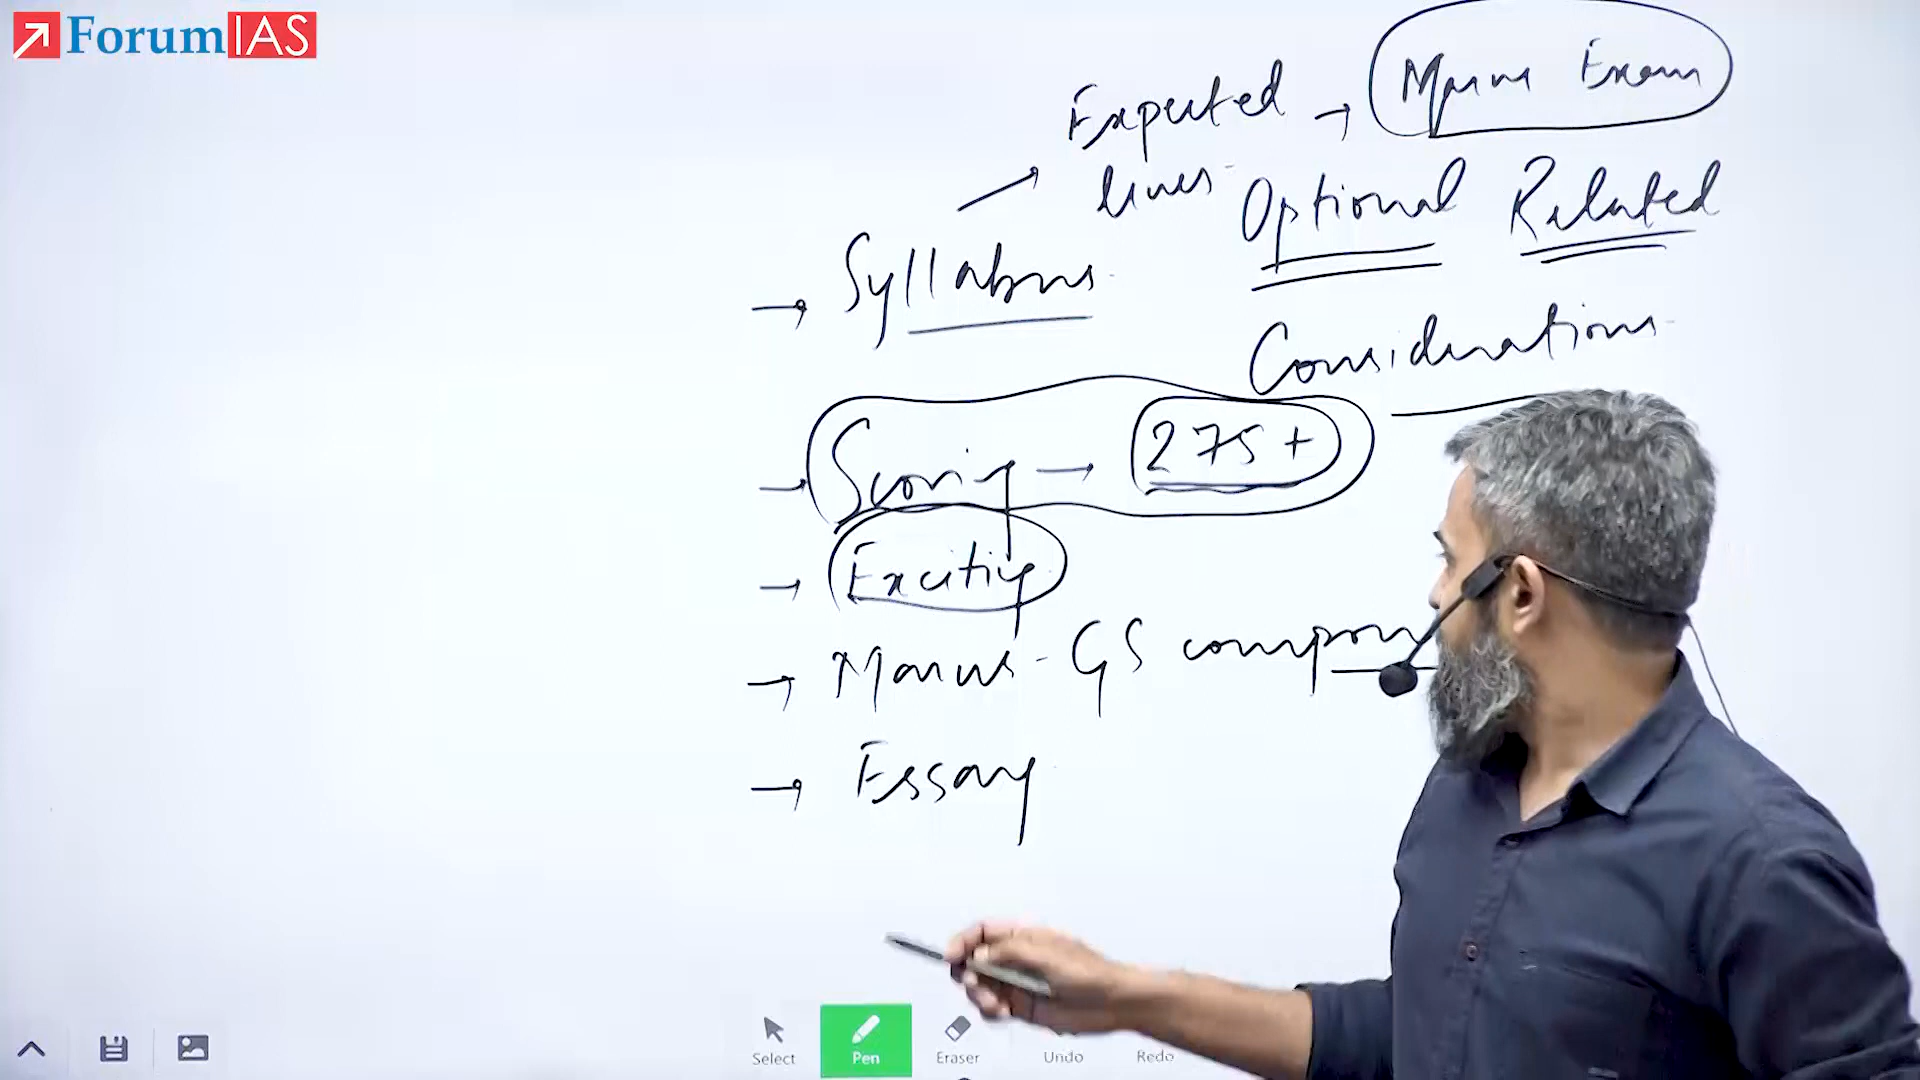 ForumIAS
Expected → Mains Exam
lines
Optional Related
Considerations
→ Syllabus
→ Scoring → 275+
→ Exciting
→ Mains - GS compon
→ Essay
Select Pen Eraser Undo Redo